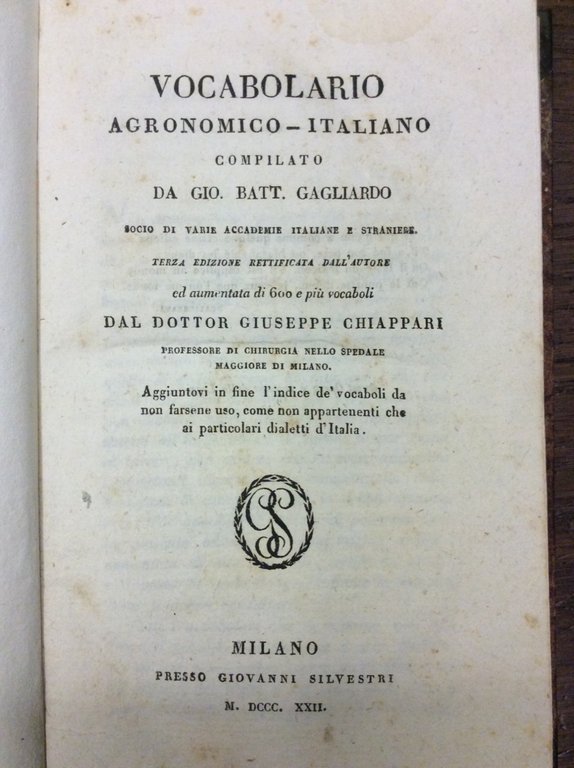 VOCABOLARIO
AGRONOMICO – ITALIANO
COMPILATO
DA GIO. BATT. GAGLIARDO
SOCIO DI VARIE ACCADEMIE ITALIANE E STRANIERE.
TERZA EDIZIONE RETTIFICATA DALL'AUTORE
ed aumentata di 600 e più vocaboli
DAL DOTTOR GIUSEPPE CHIAPPARI
PROFESSORE DI CHIRURGIA NELLO SPEDALE
MAGGIORE DI MILANO.
Aggiuntovi in fine l'indice de' vocaboli da
non farsene uso, come non appartenenti che
ai particolari dialetti d'Italia.
GS
MILANO
PRESSO GIOVANNI SILVESTRI
M. DCCC. XXII.